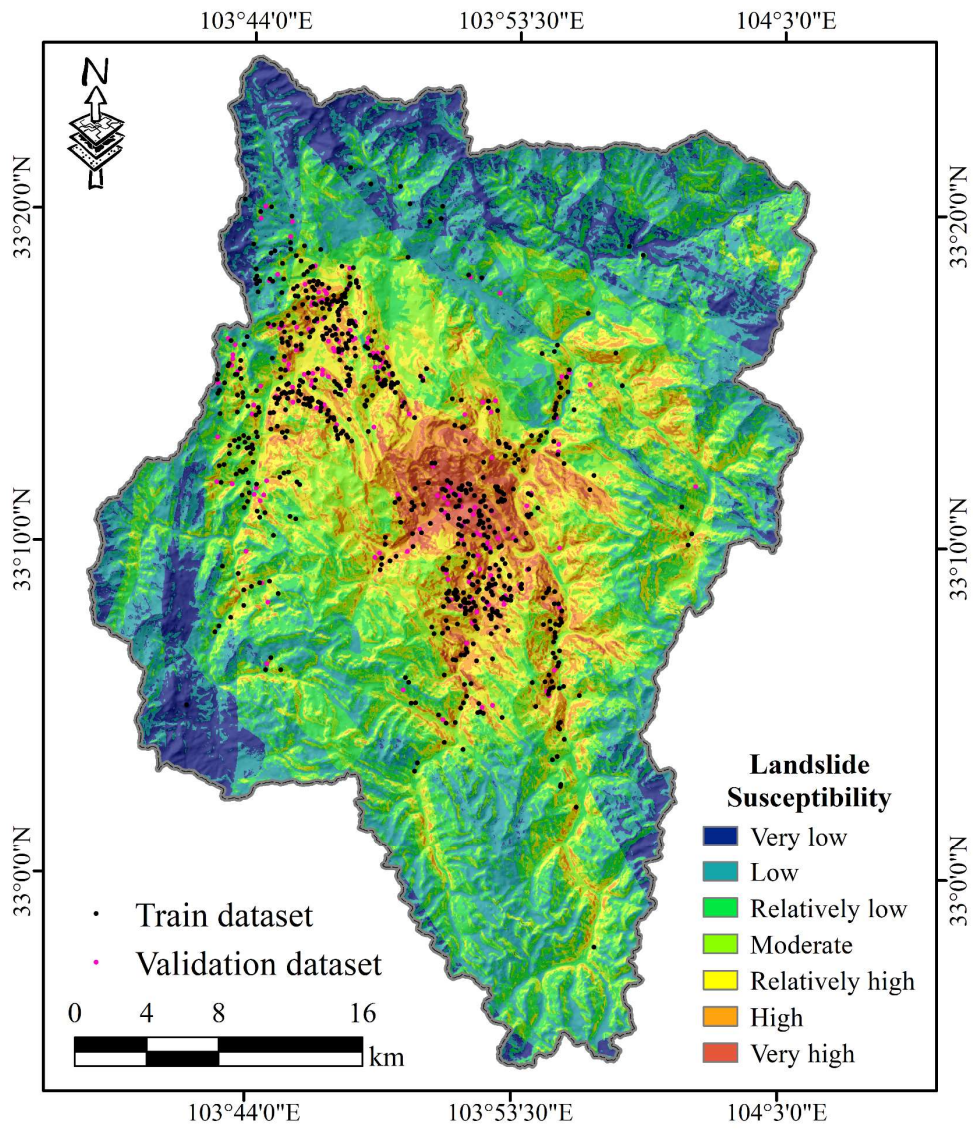 103°44'0"E
103°53'30"E
104°3'0"E
N
33°20'0"N
33°20'0"N
33°10'0"N
33°10'0"N
33°0'0"N
33°0'0"N
Landslide
Susceptibility
Very low
Low
Relatively low
Moderate
Relatively high
High
Very high
Train dataset
Validation dataset
0 4 8 16
km
103°44'0"E
103°53'30"E
104°3'0"E